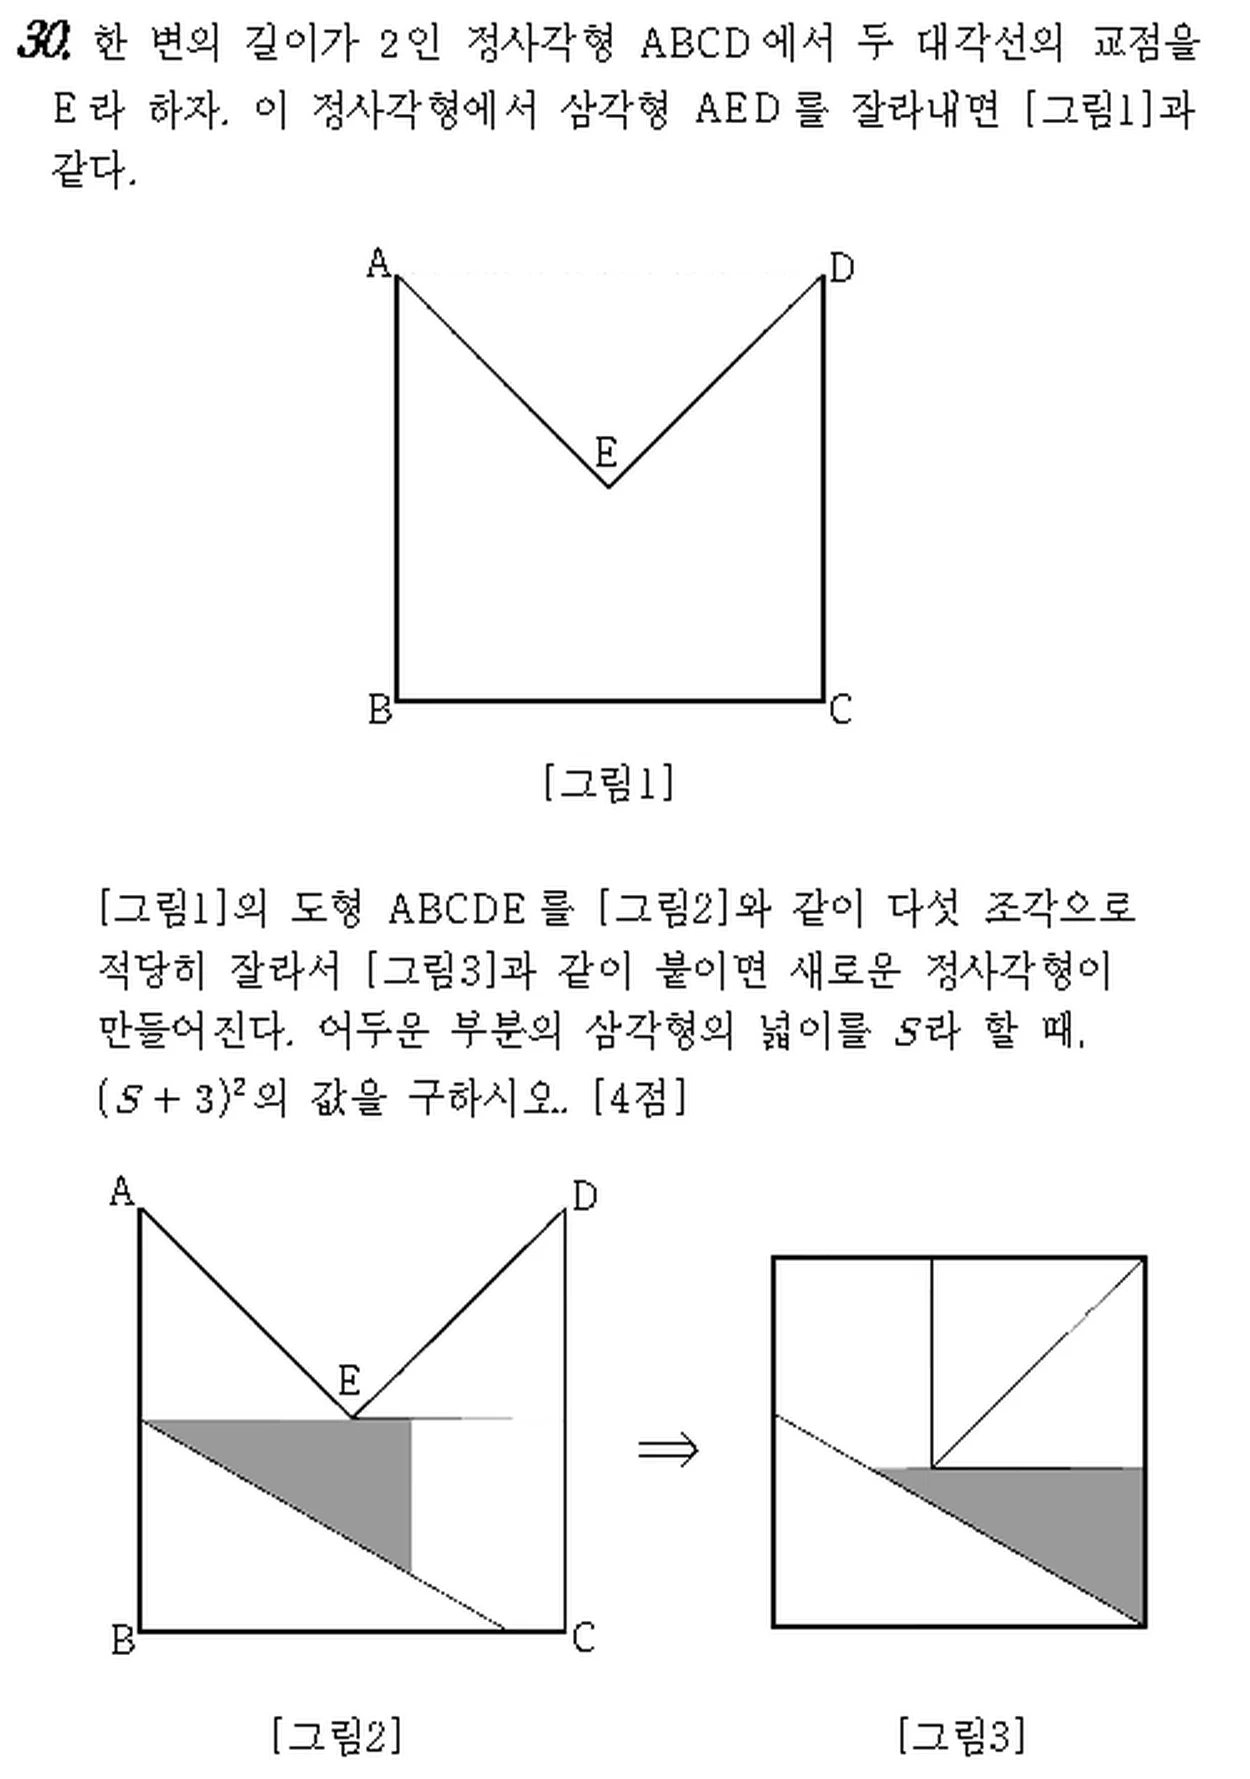 30. 한 변의 길이가 2인 정사각형 ABCD에서 두 대각선의 교점을
E라 하자. 이 정사각형에서 삼각형 AED를 잘라내면 [그림1]과
같다.
A
D
E
B
C
[그림1]
[그림1]의 도형 ABCDE를 [그림2]와 같이 다섯 조각으로
적당히 잘라서 [그림3]과 같이 붙이면 새로운 정사각형이
만들어진다. 어두운 부분의 삼각형의 넓이를 S라 할 때,
(S + 3)²의 값을 구하시오. [4점]
A
D
E
⇒
B
C
[그림2]
[그림3]